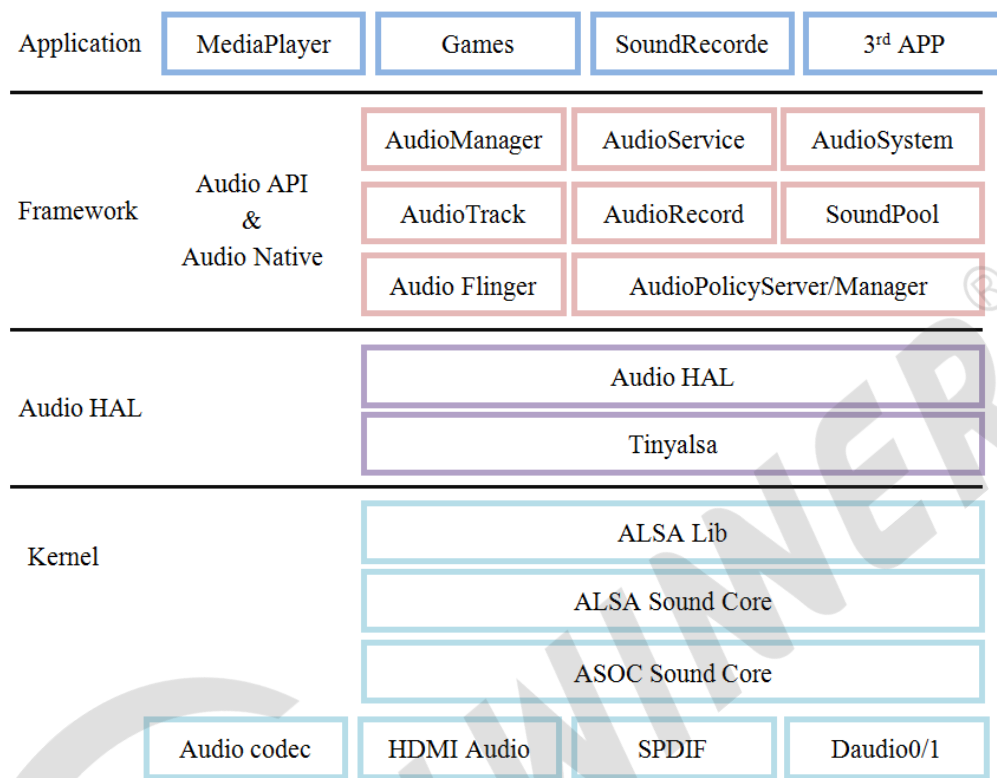 Application
MediaPlayer
Games
SoundRecorde
3rd APP
Framework
Audio API
&
Audio Native
AudioManager
AudioService
AudioSystem
AudioTrack
AudioRecord
SoundPool
Audio Flinger
AudioPolicyServer/Manager
Audio HAL
Audio HAL
Tinyalsa
Kernel
ALSA Lib
ALSA Sound Core
ASOC Sound Core
Audio codec
HDMI Audio
SPDIF
Daudio0/1
WINER
®